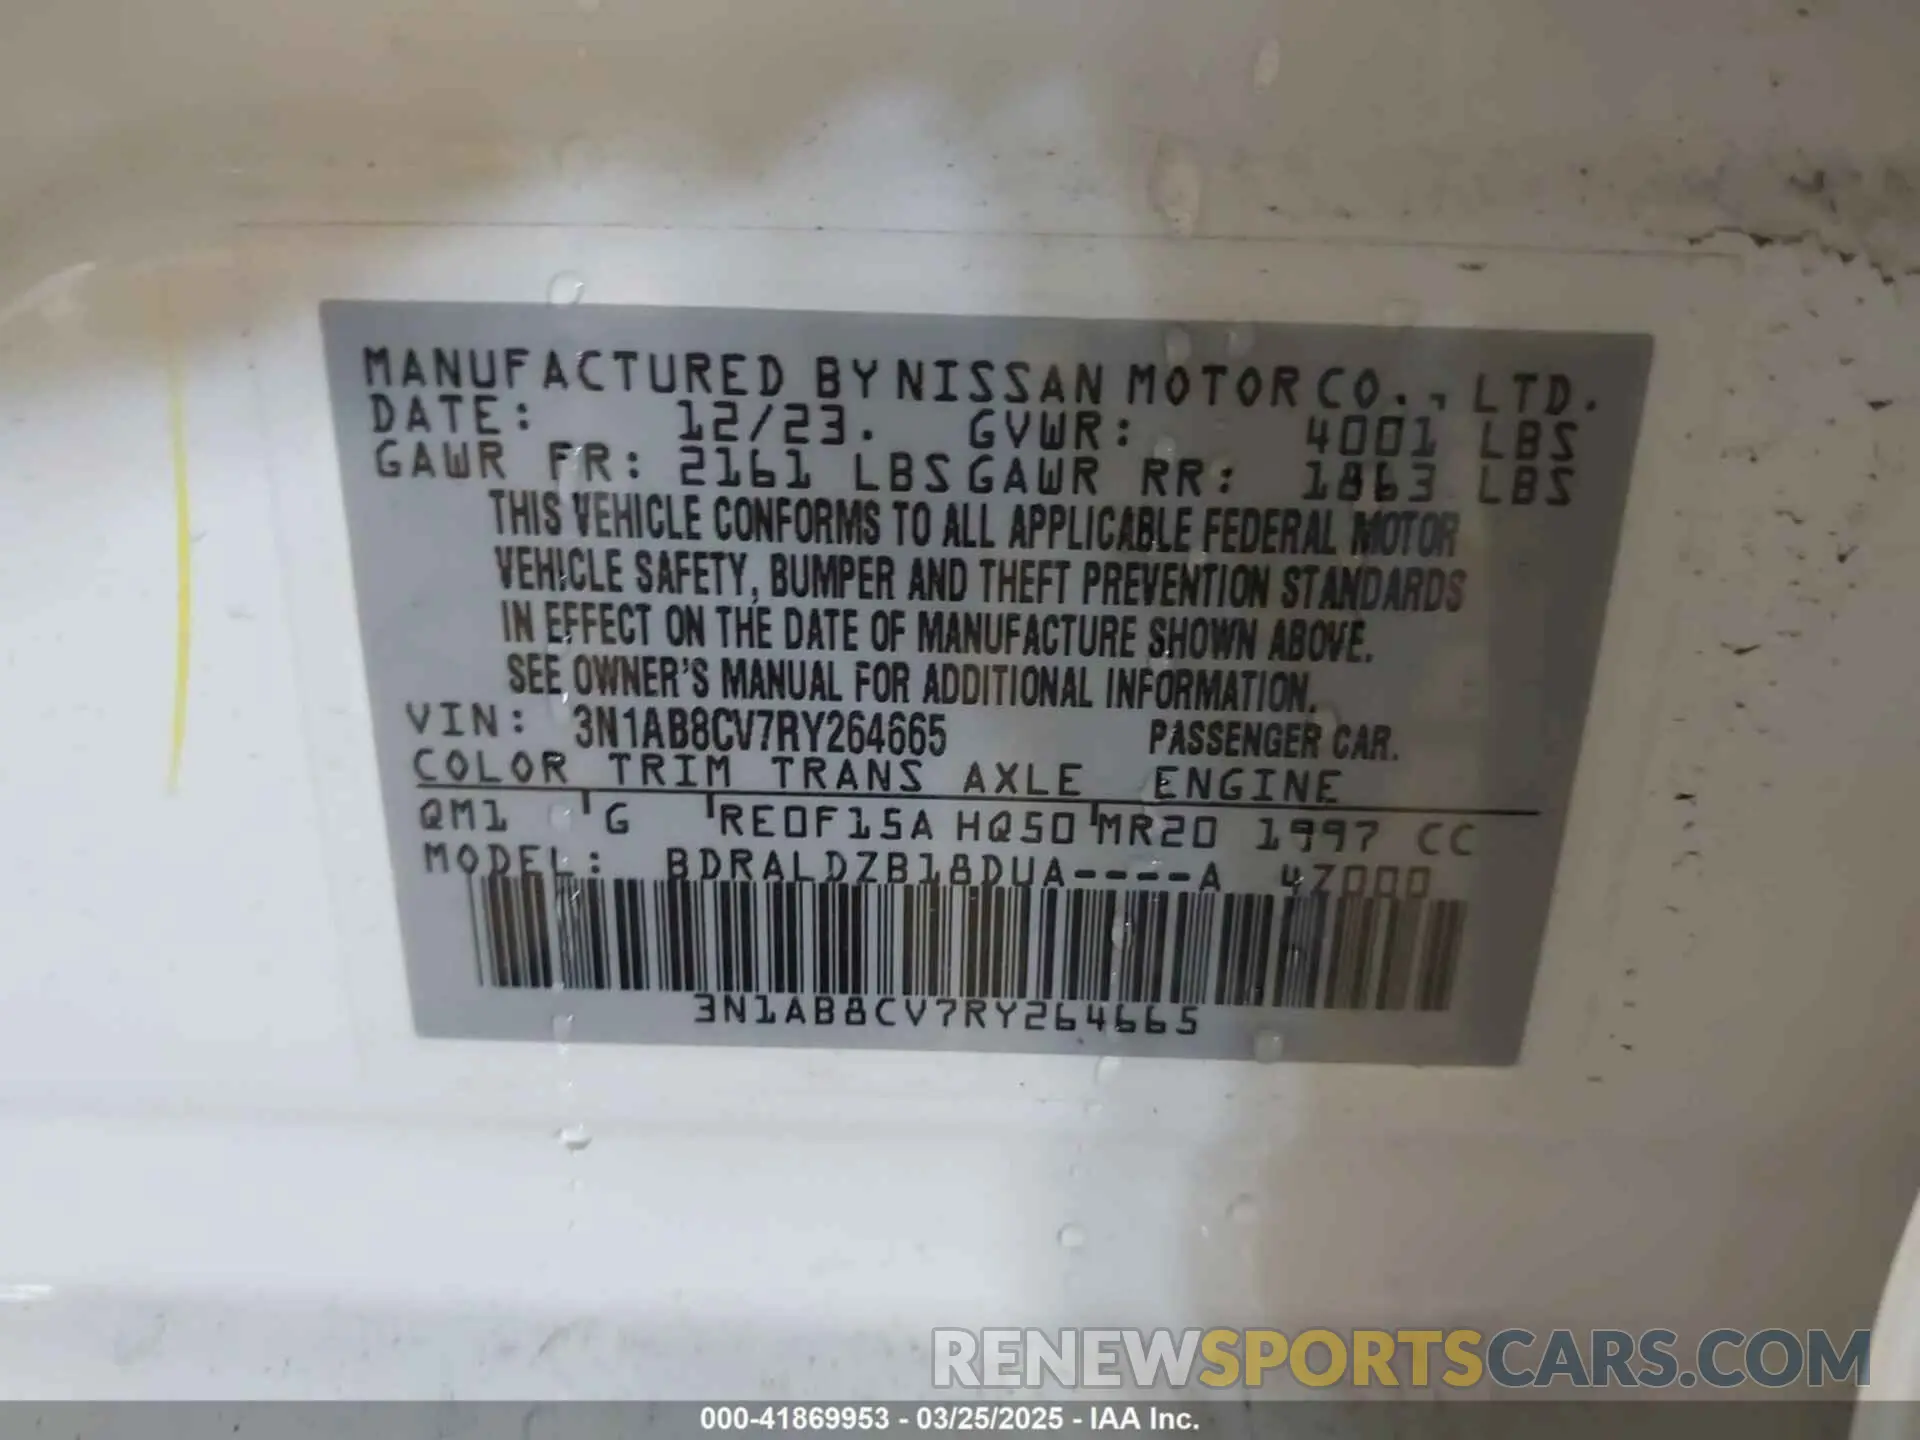 MANUFACTURED BY NISSAN MOTOR CO., LTD.
DATE: 12/23. GVWR: 4001 LBS
GAWR FR: 2161 LBS GAWR RR: 1863 LBS
THIS VEHICLE CONFORMS TO ALL APPLICABLE FEDERAL MOTOR
VEHICLE SAFETY, BUMPER AND THEFT PREVENTION STANDARDS
IN EFFECT ON THE DATE OF MANUFACTURE SHOWN ABOVE.
SEE OWNER'S MANUAL FOR ADDITIONAL INFORMATION.
VIN: 3N1AB8CV7RY264665 PASSENGER CAR.
COLOR TRIM TRANS AXLE ENGINE
QM1 G RE0F15A HQ50 MR20 1997 CC
MODEL: BDRALDZB18DUA----A 4Z000
3N1AB8CV7RY264665
RENEWSPORTSCARS.COM
000-41869953 - 03/25/2025 - IAA Inc.